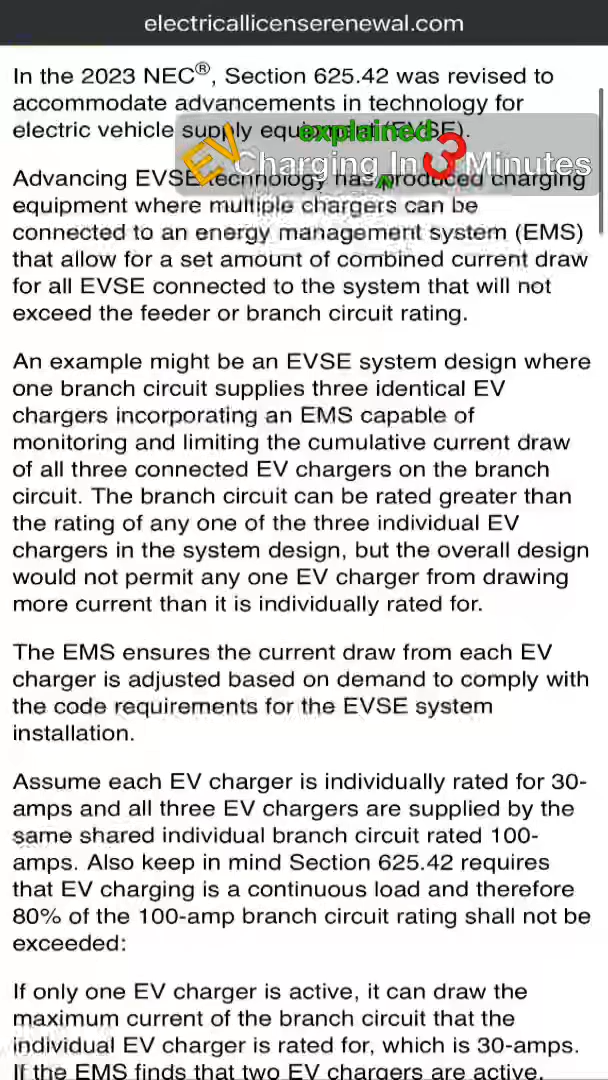 electricallicenserenewal.com
In the 2023 NEC®, Section 625.42 was revised to
accommodate advancements in technology for
electric vehicle supply equipment (EVSE).
explained
EV Charging In 3 Minutes
^
Advancing EVSE technology has produced charging
equipment where multiple chargers can be
connected to an energy management system (EMS)
that allow for a set amount of combined current draw
for all EVSE connected to the system that will not
exceed the feeder or branch circuit rating.
An example might be an EVSE system design where
one branch circuit supplies three identical EV
chargers incorporating an EMS capable of
monitoring and limiting the cumulative current draw
of all three connected EV chargers on the branch
circuit. The branch circuit can be rated greater than
the rating of any one of the three individual EV
chargers in the system design, but the overall design
would not permit any one EV charger from drawing
more current than it is individually rated for.
The EMS ensures the current draw from each EV
charger is adjusted based on demand to comply with
the code requirements for the EVSE system
installation.
Assume each EV charger is individually rated for 30-
amps and all three EV chargers are supplied by the
same shared individual branch circuit rated 100-
amps. Also keep in mind Section 625.42 requires
that EV charging is a continuous load and therefore
80% of the 100-amp branch circuit rating shall not be
exceeded:
If only one EV charger is active, it can draw the
maximum current of the branch circuit that the
individual EV charger is rated for, which is 30-amps.
If the EMS finds that two EV chargers are active,